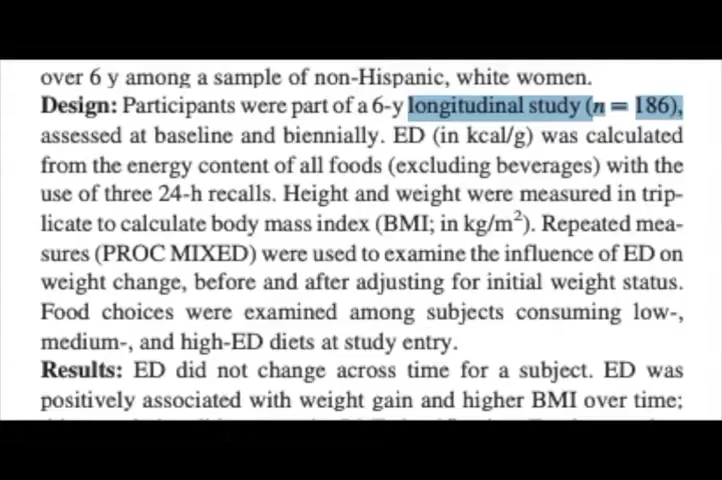 over 6 y among a sample of non-Hispanic, white women.
Design: Participants were part of a 6-y longitudinal study (n = 186),
assessed at baseline and biennially. ED (in kcal/g) was calculated
from the energy content of all foods (excluding beverages) with the
use of three 24-h recalls. Height and weight were measured in trip-
licate to calculate body mass index (BMI; in kg/m²). Repeated mea-
sures (PROC MIXED) were used to examine the influence of ED on
weight change, before and after adjusting for initial weight status.
Food choices were examined among subjects consuming low-,
medium-, and high-ED diets at study entry.
Results: ED did not change across time for a subject. ED was
positively associated with weight gain and higher BMI over time;